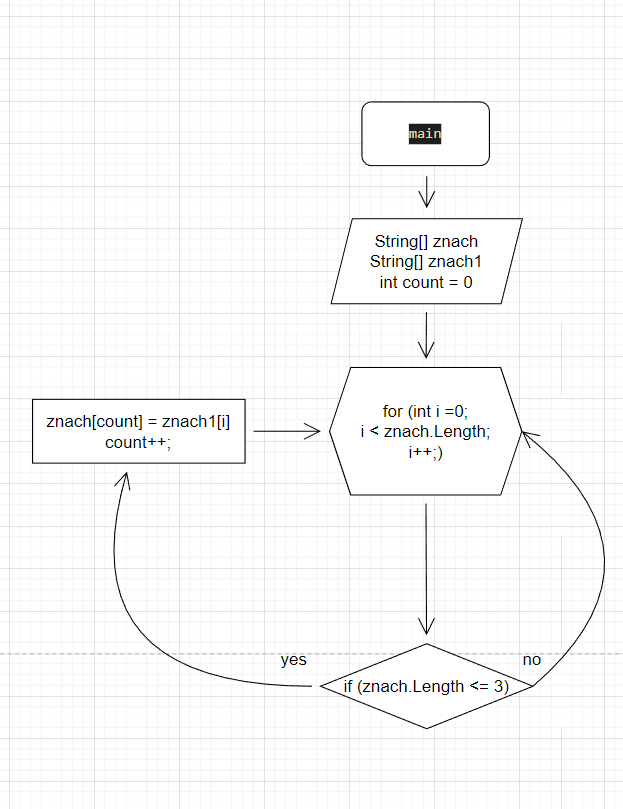 main
String[] znach
String[] znach1
int count = 0
for (int i =0;
i < znach.Length;
i++;)
znach[count] = znach1[i]
count++;
yes
no
if (znach.Length <= 3)